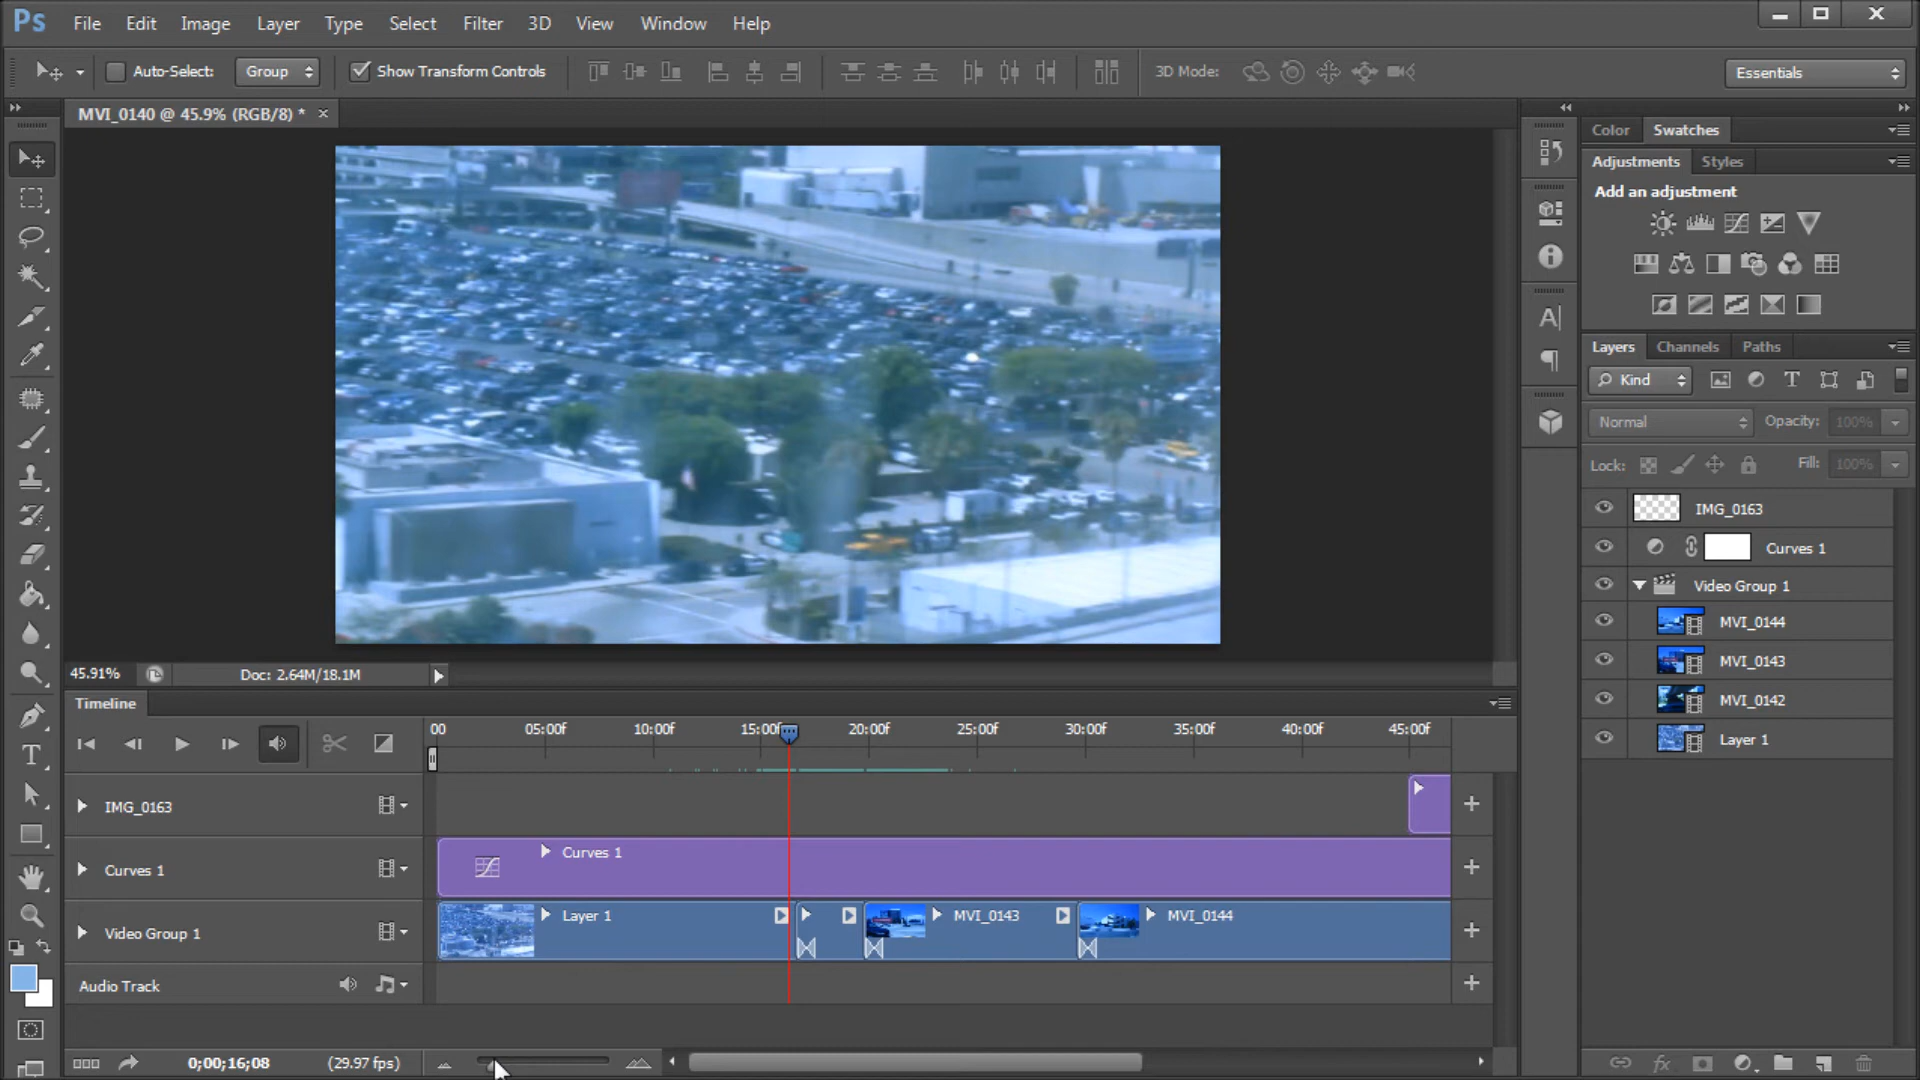 Ps File Edit Image Layer Type Select Filter 3D View Window Help
Auto-Select: Group Show Transform Controls 3D Mode: Essentials
MVI_0140 @ 45.9% (RGB/8) * ×
Color Swatches
Adjustments Styles
Add an adjustment
Layers Channels Paths
Kind
Normal Opacity: 100%
Lock: Fill: 100%
IMG_0163
Curves 1
Video Group 1
MVI_0144
MVI_0143
MVI_0142
Layer 1
45.91% Doc: 2.64M/18.1M
Timeline
00 05:00f 10:00f 15:00f 20:00f 25:00f 30:00f 35:00f 40:00f 45:00f
IMG_0163
Curves 1 Curves 1
Video Group 1 Layer 1 MVI_0143 MVI_0144
Audio Track
0;00;16;08 (29.97 fps)